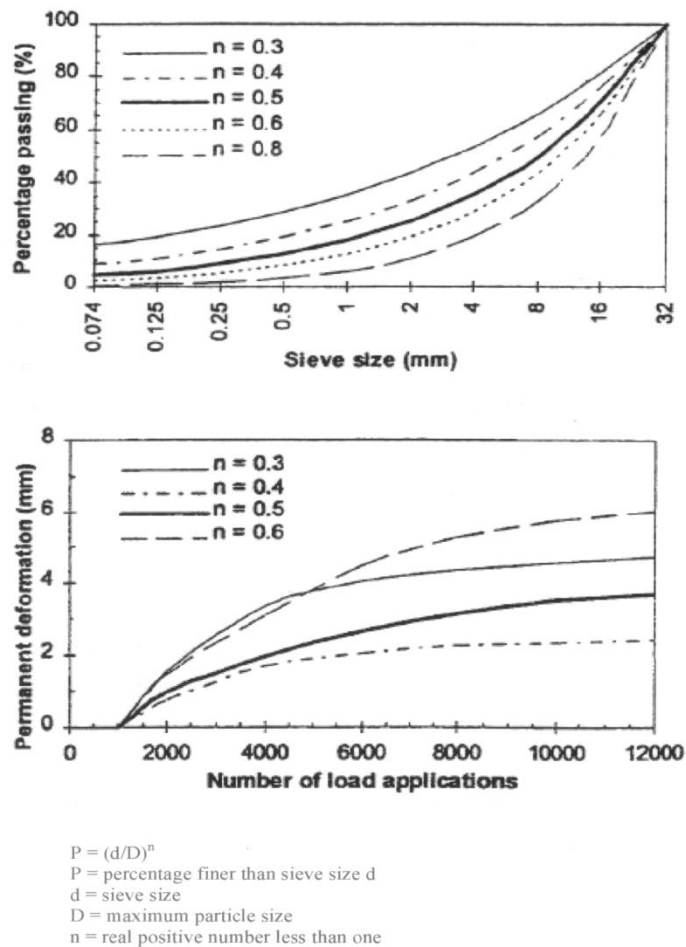 Percentage passing (%)
100
80
60
40
20
0
n = 0.3
n = 0.4
n = 0.5
n = 0.6
n = 0.8
0.074
0.125
0.25
0.5
1
2
4
8
16
32
Sieve size (mm)
Permanent deformation (mm)
8
6
4
2
0
n = 0.3
n = 0.4
n = 0.5
n = 0.6
0
2000
4000
6000
8000
10000
12000
Number of load applications
P = (d/D)ⁿ
P = percentage finer than sieve size d
d = sieve size
D = maximum particle size
n = real positive number less than one